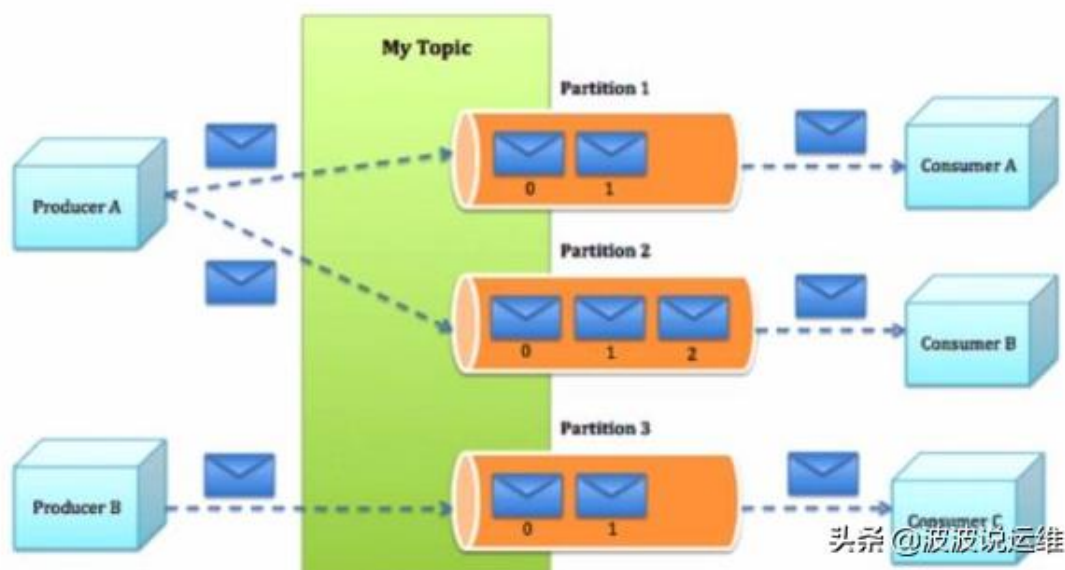 My Topic
Partition 1
Producer A
0 1
Consumer A
Partition 2
0 1 2
Consumer B
Partition 3
Producer B
0 1
Consumer C
头条 @波波说运维